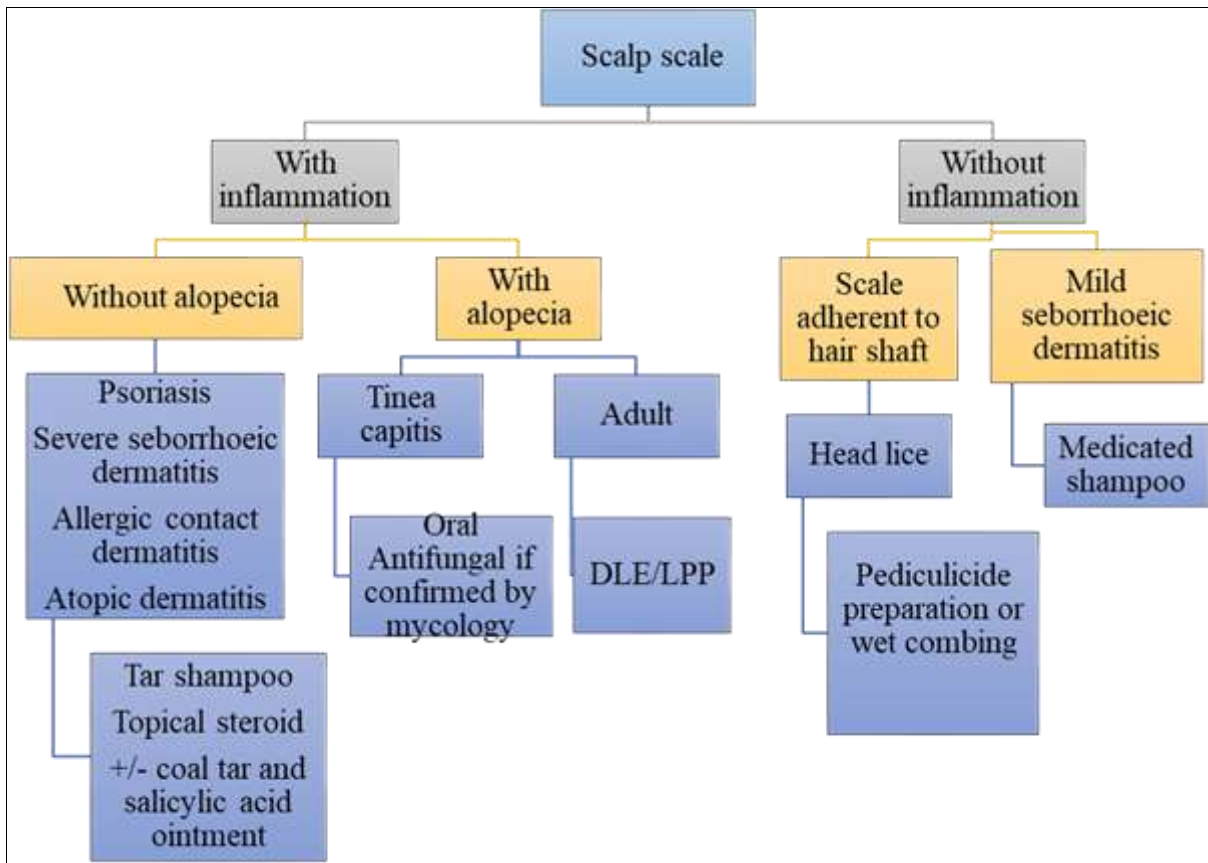 Scalp scale
With
inflammation
Without
inflammation
Without alopecia
With
alopecia
Scale
adherent to
hair shaft
Mild
seborrhoeic
dermatitis
Psoriasis
Severe seborrhoeic
dermatitis
Allergic contact
dermatitis
Atopic dermatitis
Tinea
capitis
Adult
Head lice
Medicated
shampoo
Oral
Antifungal if
confirmed by
mycology
DLE/LPP
Pediculicide
preparation or
wet combing
Tar shampoo
Topical steroid
+/- coal tar and
salicylic acid
ointment